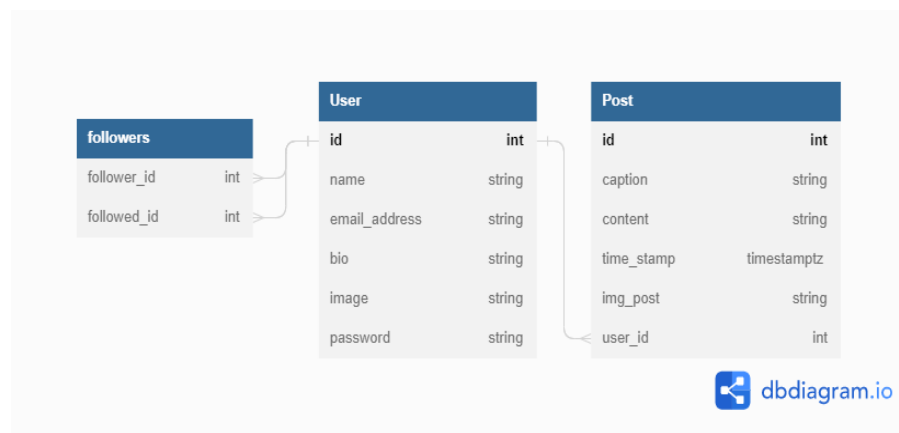 followers
follower_id int
followed_id int
User
id int
name string
email_address string
bio string
image string
password string
Post
id int
caption string
content string
time_stamp timestamptz
img_post string
user_id int
dbdiagram.io